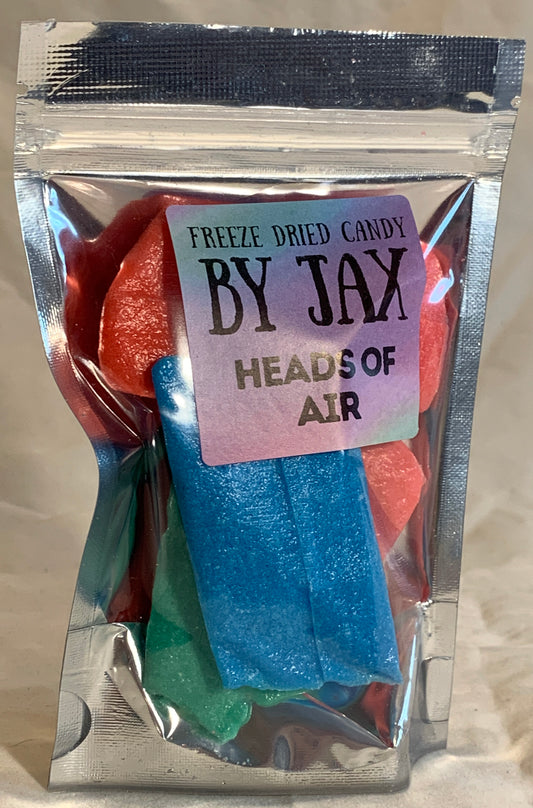 FREEZE DRIED CANDY
BY JAX
HEADS OF
AIR